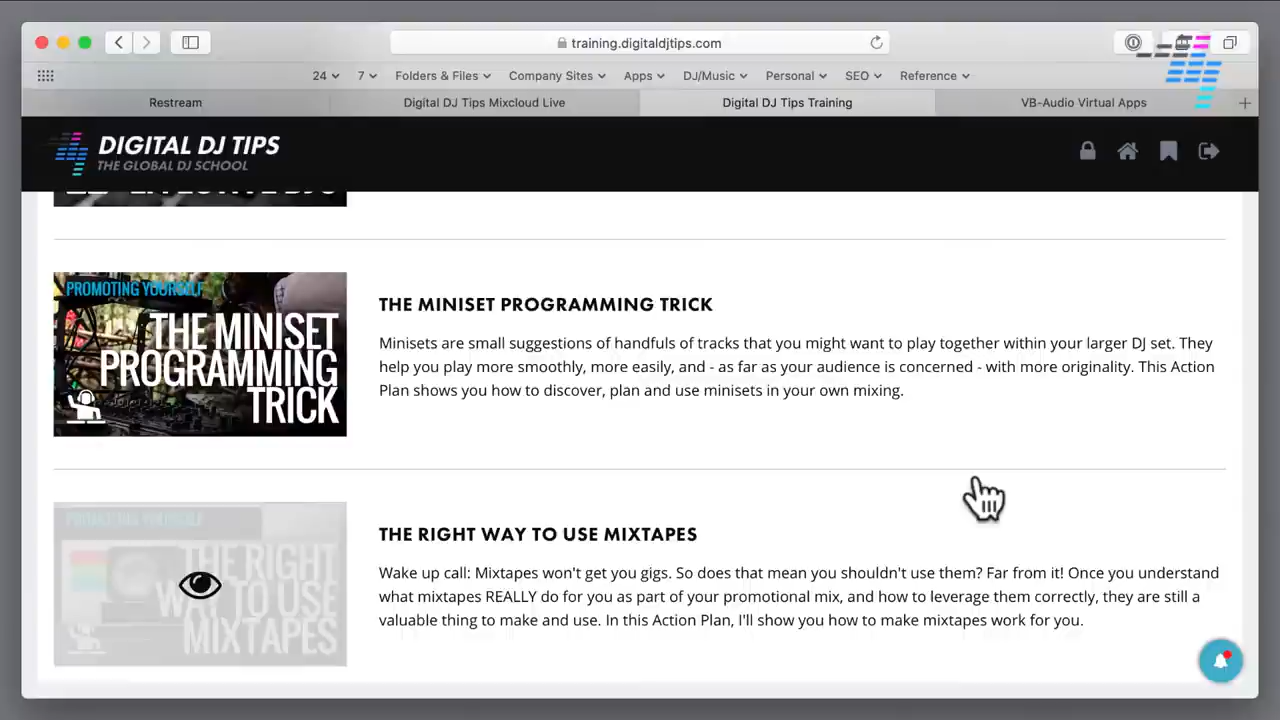 training.digitaldjtips.com
24 7 Folders & Files Company Sites Apps DJ/Music Personal SEO Reference
Restream Digital DJ Tips Mixcloud Live Digital DJ Tips Training VB-Audio Virtual Apps
DIGITAL DJ TIPS
THE GLOBAL DJ SCHOOL
PROMOTING YOURSELF
THE MINISET
PROGRAMMING
TRICK
THE MINISET PROGRAMMING TRICK
Minisets are small suggestions of handfuls of tracks that you might want to play together within your larger DJ set. They
help you play more smoothly, more easily, and - as far as your audience is concerned - with more originality. This Action
Plan shows you how to discover, plan and use minisets in your own mixing.
PROMOTING YOURSELF
THE RIGHT
WAY TO USE
MIXTAPES
THE RIGHT WAY TO USE MIXTAPES
Wake up call: Mixtapes won't get you gigs. So does that mean you shouldn't use them? Far from it! Once you understand
what mixtapes REALLY do for you as part of your promotional mix, and how to leverage them correctly, they are still a
valuable thing to make and use. In this Action Plan, I'll show you how to make mixtapes work for you.